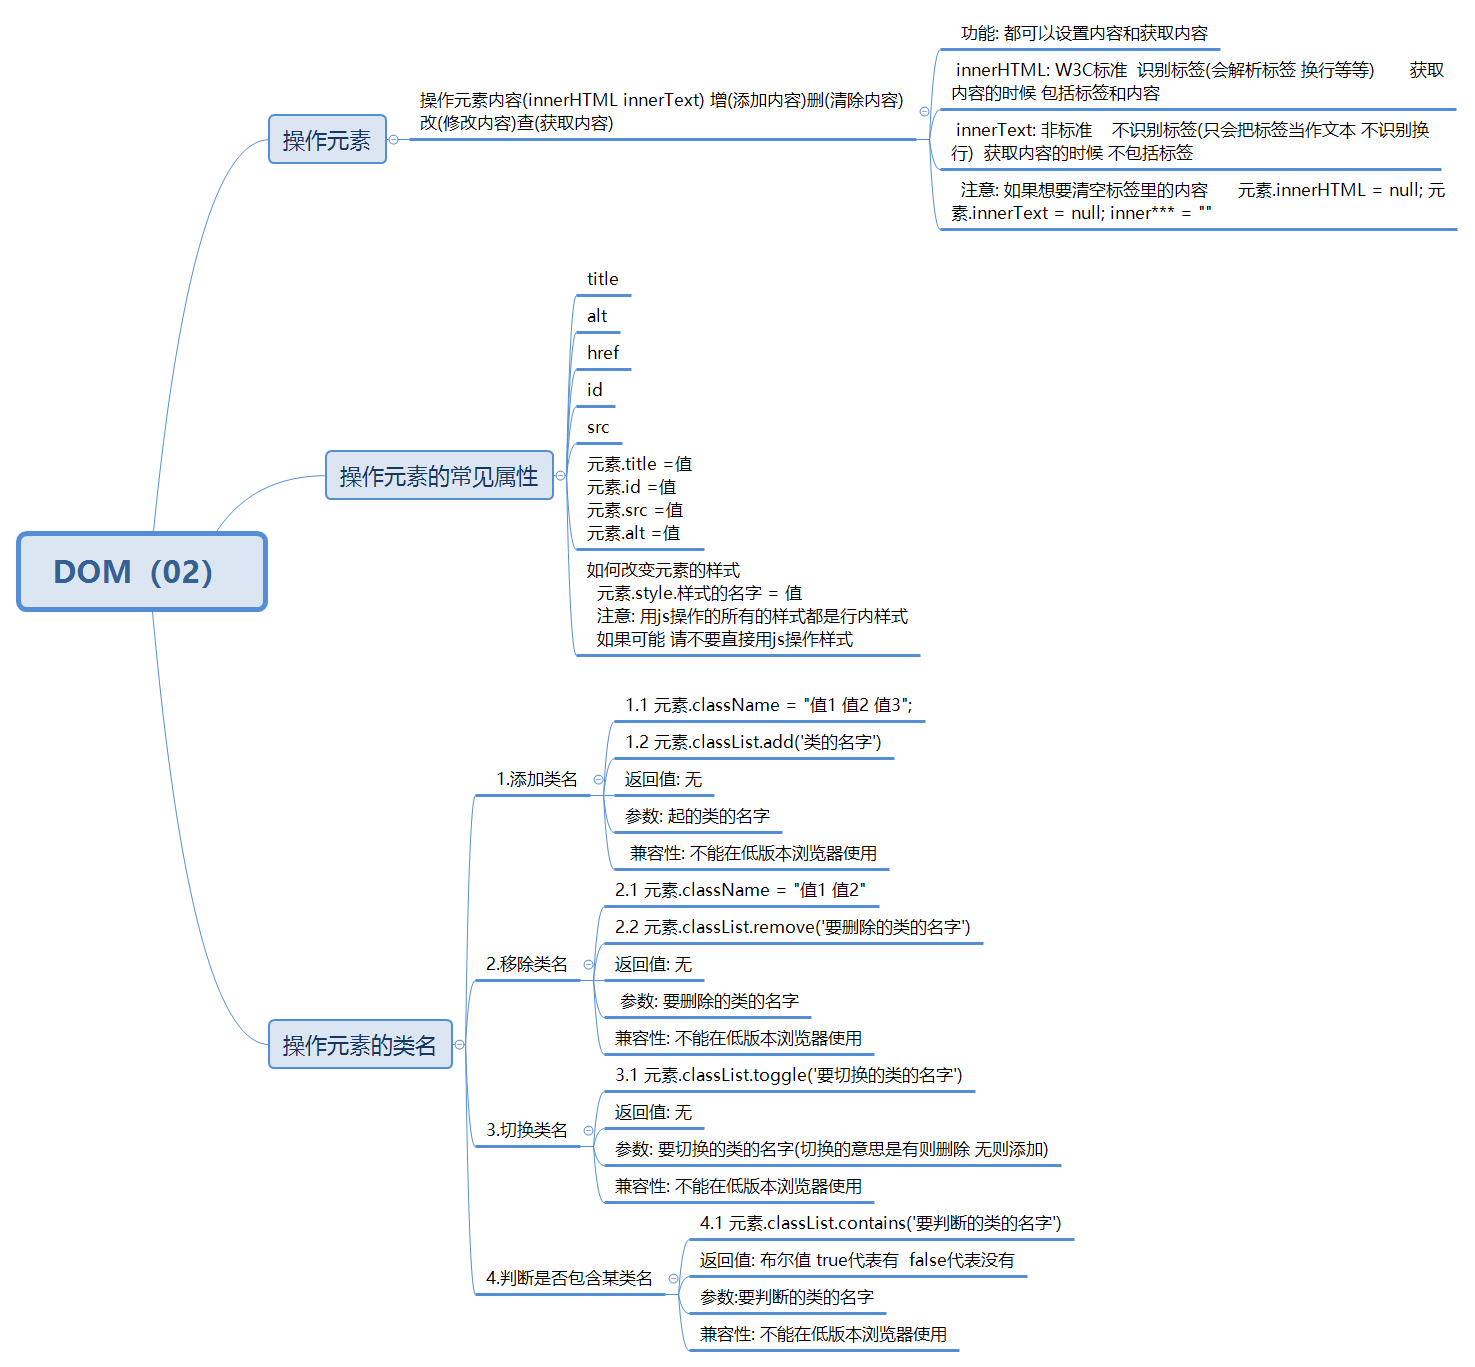 DOM（02）
操作元素
操作元素内容(innerHTML innerText) 增(添加内容)删(清除内容)
改(修改内容)查(获取内容)
功能: 都可以设置内容和获取内容
innerHTML: W3C标准  识别标签(会解析标签 换行等等)       获取
内容的时候 包括标签和内容
innerText: 非标准    不识别标签(只会把标签当作文本 不识别换
行)  获取内容的时候 不包括标签
注意: 如果想要清空标签里的内容      元素.innerHTML = null; 元
素.innerText = null; inner*** = ""
操作元素的常见属性
title
alt
href
id
src
元素.title =值
元素.id =值
元素.src =值
元素.alt =值
如何改变元素的样式
元素.style.样式的名字 = 值
注意: 用js操作的所有的样式都是行内样式
如果可能 请不要直接用js操作样式
操作元素的类名
1.添加类名
1.1 元素.className = "值1 值2 值3";
1.2 元素.classList.add('类的名字')
返回值: 无
参数: 起的类的名字
兼容性: 不能在低版本浏览器使用
2.移除类名
2.1 元素.className = "值1 值2"
2.2 元素.classList.remove('要删除的类的名字')
返回值: 无
参数: 要删除的类的名字
兼容性: 不能在低版本浏览器使用
3.切换类名
3.1 元素.classList.toggle('要切换的类的名字')
返回值: 无
参数: 要切换的类的名字(切换的意思是有则删除 无则添加)
兼容性: 不能在低版本浏览器使用
4.判断是否包含某类名
4.1 元素.classList.contains('要判断的类的名字')
返回值: 布尔值 true代表有  false代表没有
参数:要判断的类的名字
兼容性: 不能在低版本浏览器使用